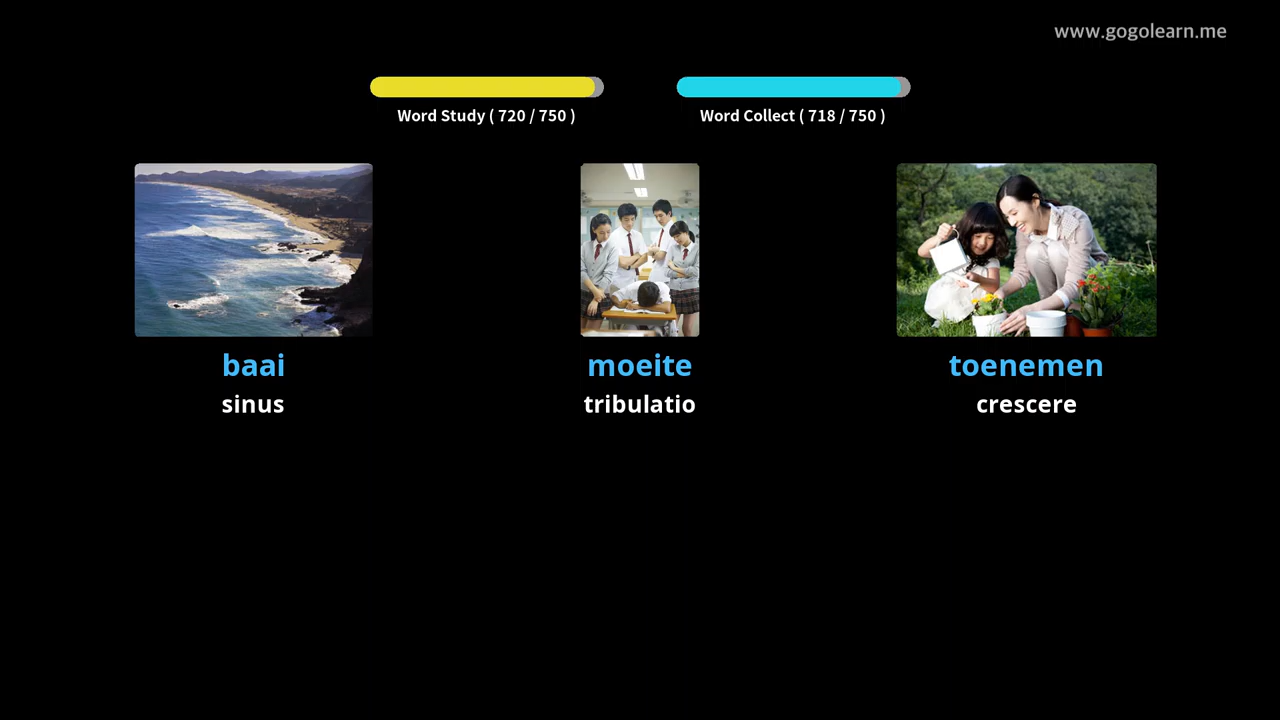 www.gogolearn.me
Word Study ( 720 / 750 )
Word Collect ( 718 / 750 )
baai
sinus
moeite
tribulatio
toenemen
crescere